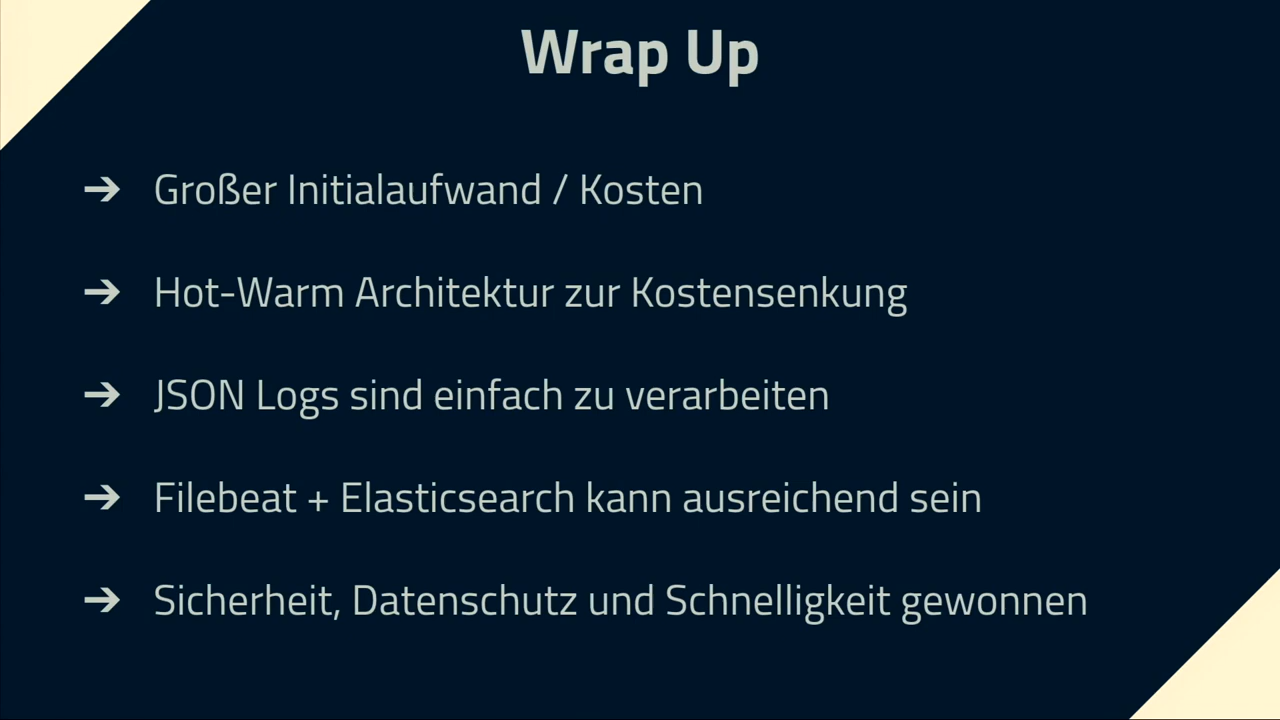 Wrap Up
➔ Großer Initialaufwand / Kosten
➔ Hot-Warm Architektur zur Kostensenkung
➔ JSON Logs sind einfach zu verarbeiten
➔ Filebeat + Elasticsearch kann ausreichend sein
➔ Sicherheit, Datenschutz und Schnelligkeit gewonnen